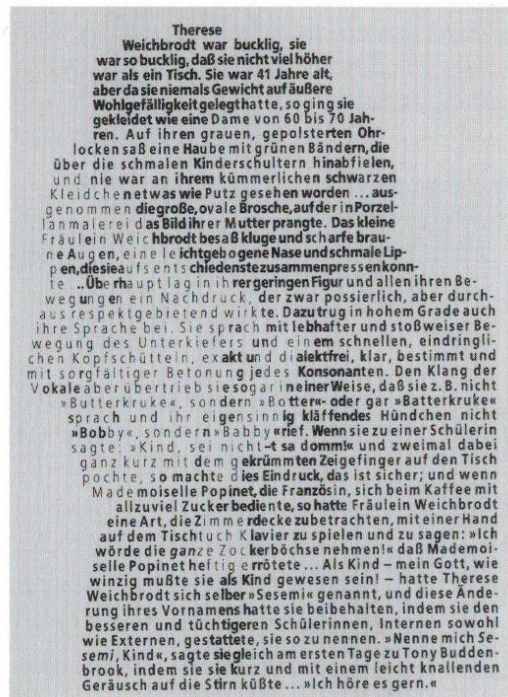 Therese
Weichbrodt war bucklig, sie
war so bucklig, daß sie nicht viel höher
war als ein Tisch. Sie war 41 Jahre alt,
aber da sie niemals Gewicht auf äußere
Wohlgefälligkeit gelegt hatte, so ging sie
gekleidet wie eine Dame von 60 bis 70 Jah-
ren. Auf ihren grauen, gepolsterten Ohr-
locken saß eine Haube mit grünen Bändern, die
über die schmalen Kinderschultern hinabfielen,
und nie war an ihrem kümmerlichen schwarzen
Kleidchen etwas wie Putz gesehen worden ... aus-
genommen die große, ovale Brosche, auf der in Porzel-
lanmalerei das Bild ihrer Mutter prangte. Das kleine
Fräulein Weichbrodt besaß kluge und scharfe brau-
ne Augen, eine leichtgebogene Nase und schmale Lip-
pen, die sie aufs entschiedenste zusammenpressen konn-
te ... Überhaupt lag in ihrer geringen Figur und allen ihren Be-
wegungen ein Nachdruck, der zwar possierlich, aber durch-
aus respektgebietend wirkte. Dazu trug in hohem Grade auch
ihre Sprache bei. Sie sprach mit lebhafter und stoßweiser Be-
wegung des Unterkiefers und einem schnellen, eindringli-
chen Kopfschütteln, exakt und dialektfrei, klar, bestimmt und
mit sorgfältiger Betonung jedes Konsonanten. Den Klang der
Vokale aber übertrieb sie sogar in einer Weise, daß sie z. B. nicht
»Butterkruke«, sondern »Botter«- oder gar »Batterkruke«
sprach und ihr eigensinnig kläffendes Hündchen nicht
»Bobby«, sondern »Babby« rief. Wenn sie zu einer Schülerin
sagte: »Kind, sei nicht–t sa domm!« und zweimal dabei
ganz kurz mit dem gekrümmten Zeigefinger auf den Tisch
pochte, so machte dies Eindruck, das ist sicher; und wenn
Mademoiselle Popinet, die Französin, sich beim Kaffee mit
allzuviel Zucker bediente, so hatte Fräulein Weichbrodt
eine Art, die Zimmerdecke zu betrachten, mit einer Hand
auf dem Tischtuch Klavier zu spielen und zu sagen: »Ich
wörde die ganze Zockerböchse nehmen!« daß Mademoi-
selle Popinet heftig errötete ... Als Kind – mein Gott, wie
winzig mußte sie als Kind gewesen sein! – hatte Therese
Weichbrodt sich selber »Sesemi« genannt, und diese Ände-
rung ihres Vornamens hatte sie beibehalten, indem sie den
besseren und tüchtigeren Schülerinnen, Internen sowohl
wie Externen, gestattete, sie so zu nennen. »Nenne mich Se-
semi, Kind«, sagte sie gleich am ersten Tage zu Tony Budden-
brook, indem sie sie kurz und mit einem leicht knallenden
Geräusch auf die Stirn küßte ... »Ich höre es gern.«